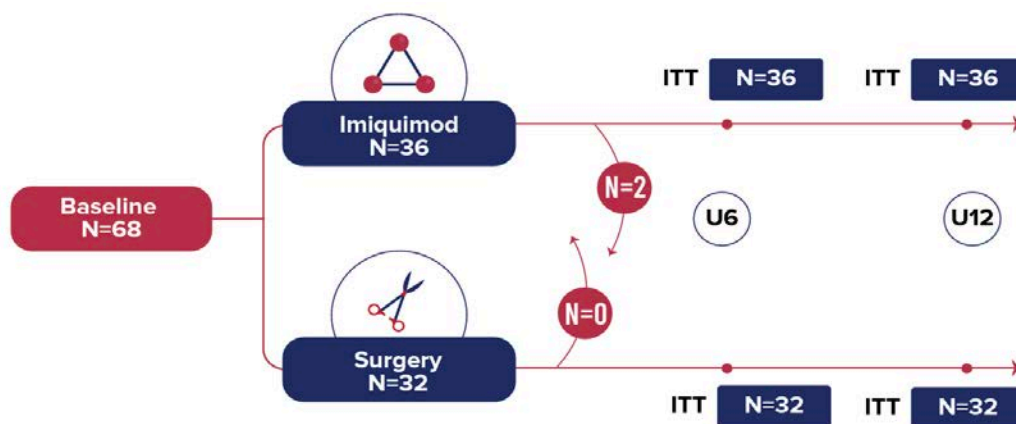 ITT N=36 ITT N=36
Imiquimod
N=36
Baseline
N=68
N=2
U6 U12
N=0
Surgery
N=32
ITT N=32 ITT N=32